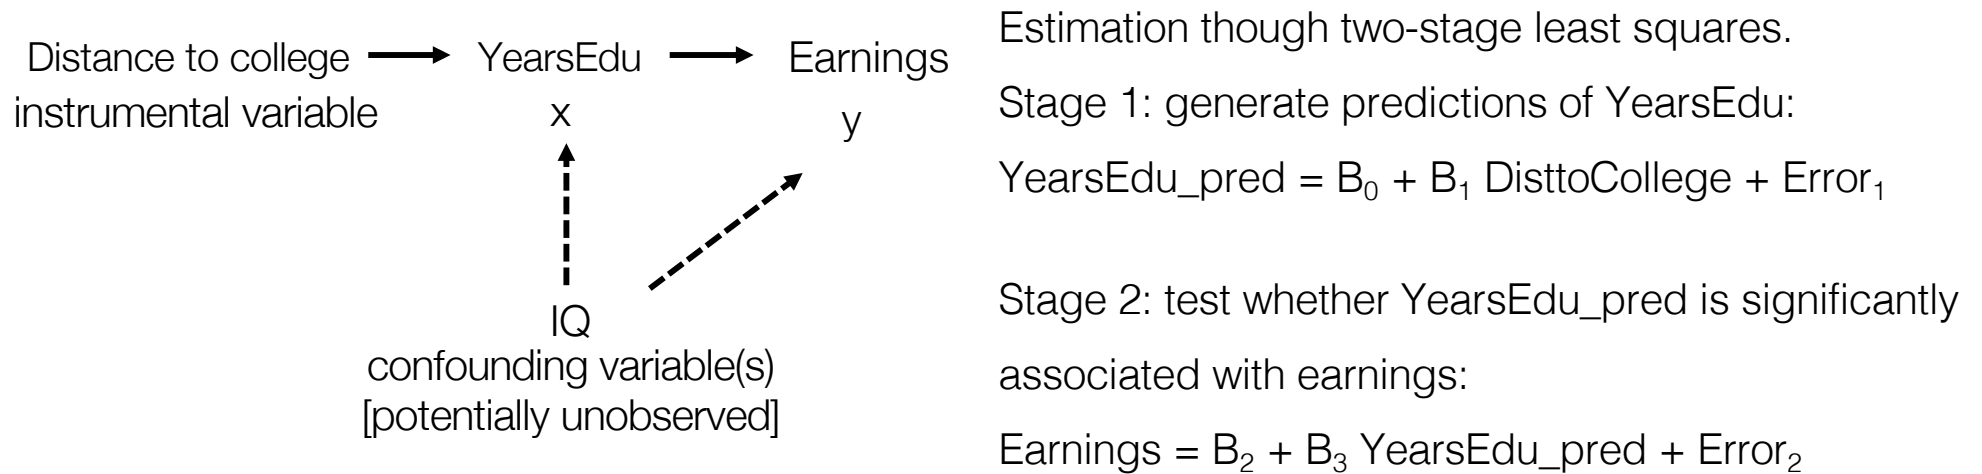 Distance to college
instrumental variable
YearsEdu
x
Earnings
y
IQ
confounding variable(s)
[potentially unobserved]
Estimation though two-stage least squares.
Stage 1: generate predictions of YearsEdu:
YearsEdu_pred = B₀ + B₁ DisttoCollege + Error₁
Stage 2: test whether YearsEdu_pred is significantly
associated with earnings:
Earnings = B₂ + B₃ YearsEdu_pred + Error₂